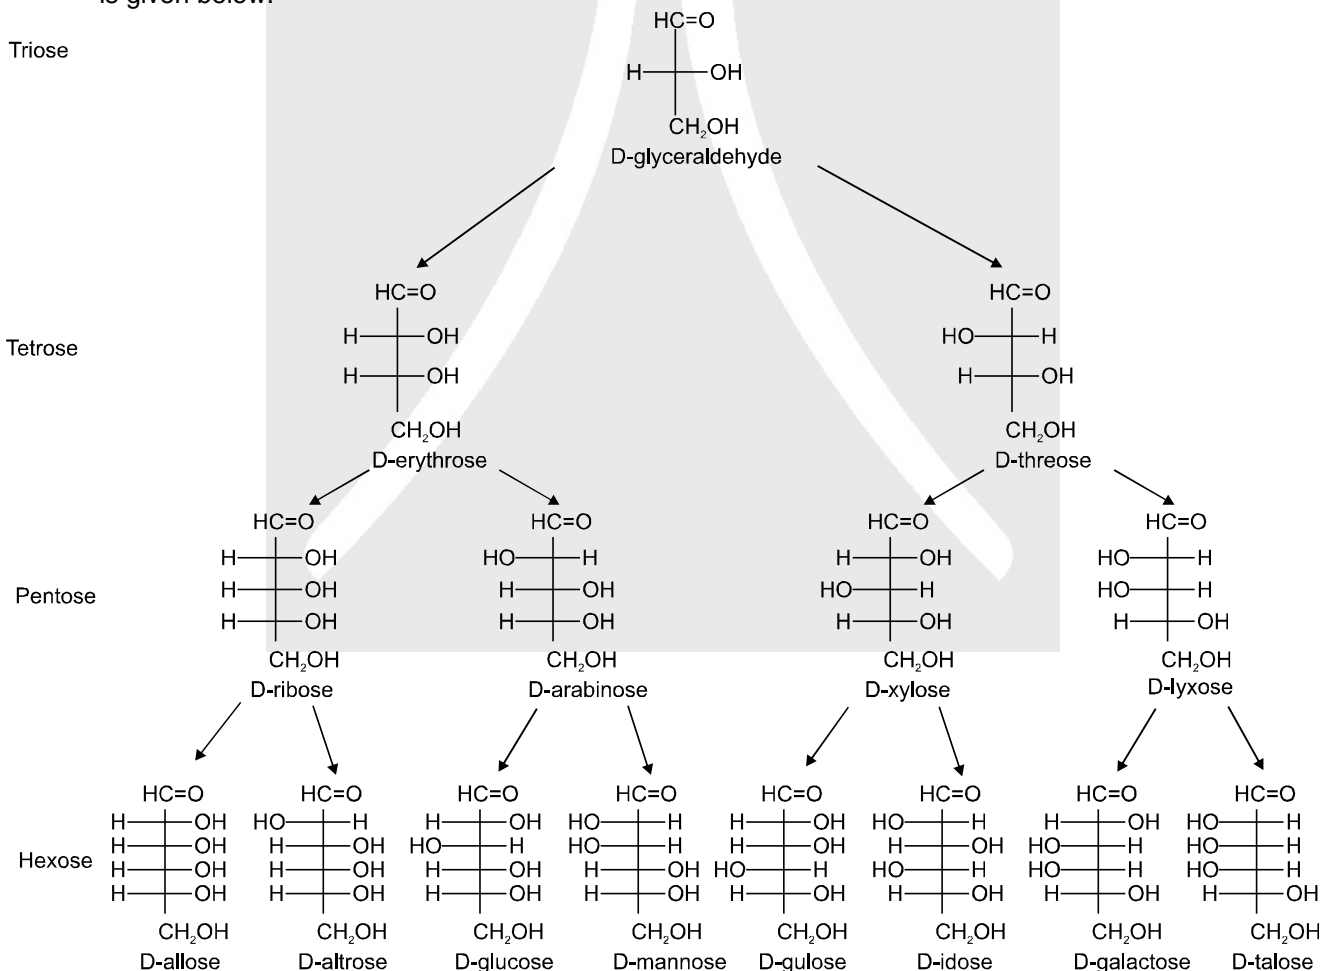 is given below.
Triose
HC=O
H OH
CH₂OH
D-glyceraldehyde
Tetrose
HC=O HC=O
H OH HO H
H OH H OH
CH₂OH CH₂OH
D-erythrose D-threose
Pentose
HC=O HC=O HC=O HC=O
H OH HO H H OH HO H
H OH H OH HO H HO H
H OH H OH H OH H OH
CH₂OH CH₂OH CH₂OH CH₂OH
D-ribose D-arabinose D-xylose D-lyxose
Hexose
HC=O HC=O HC=O HC=O HC=O HC=O HC=O HC=O
H OH HO H H OH HO H H OH HO H H OH HO H
H OH H OH HO H HO H H OH H OH HO H HO H
H OH H OH H OH H OH HO H HO H HO H HO H
H OH H OH H OH H OH H OH H OH H OH H OH
CH₂OH CH₂OH CH₂OH CH₂OH CH₂OH CH₂OH CH₂OH CH₂OH
D-allose D-altrose D-glucose D-mannose D-gulose D-idose D-galactose D-talose